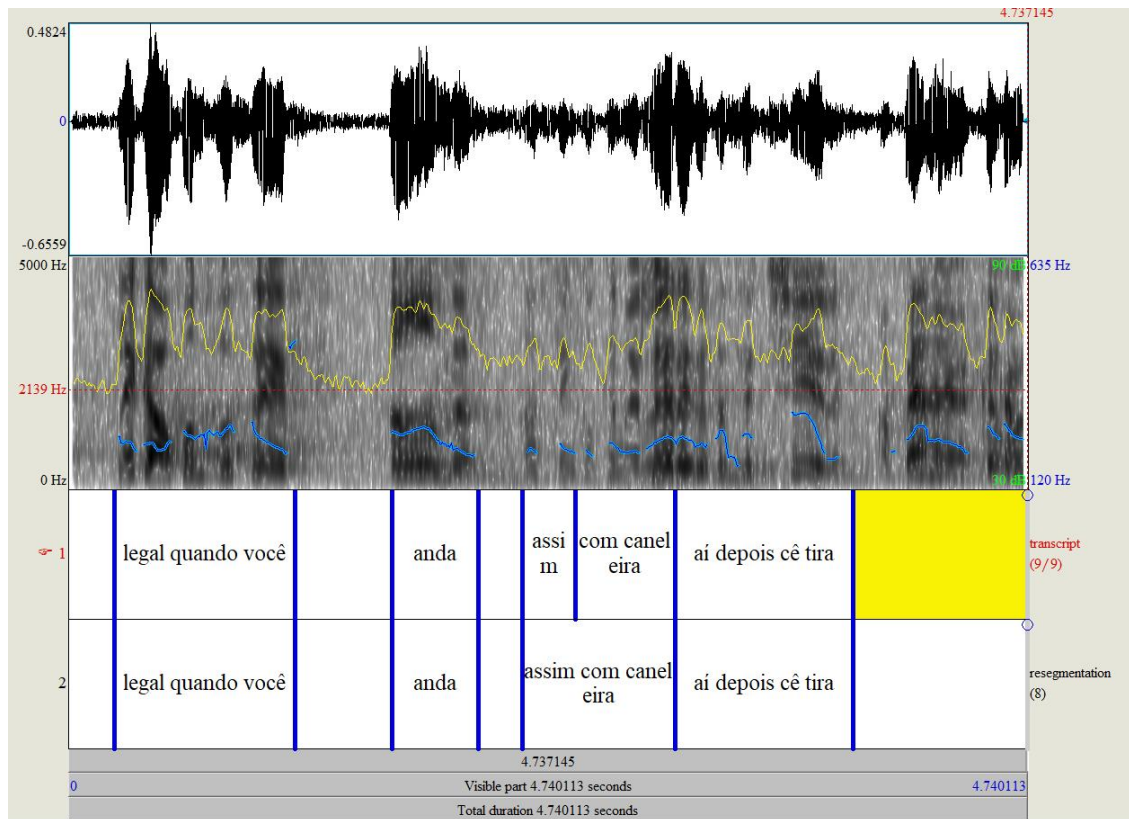 4.737145
0.4824
0
-0.6559
5000 Hz
90 dB
635 Hz
2139 Hz
0 Hz
30 dB
120 Hz
1
legal quando você
anda
assi
m
com canel
eira
aí depois cê tira
transcript
(9/9)
2
legal quando você
anda
assim com canel
eira
aí depois cê tira
resegmentation
(8)
4.737145
0
Visible part 4.740113 seconds
4.740113
Total duration 4.740113 seconds